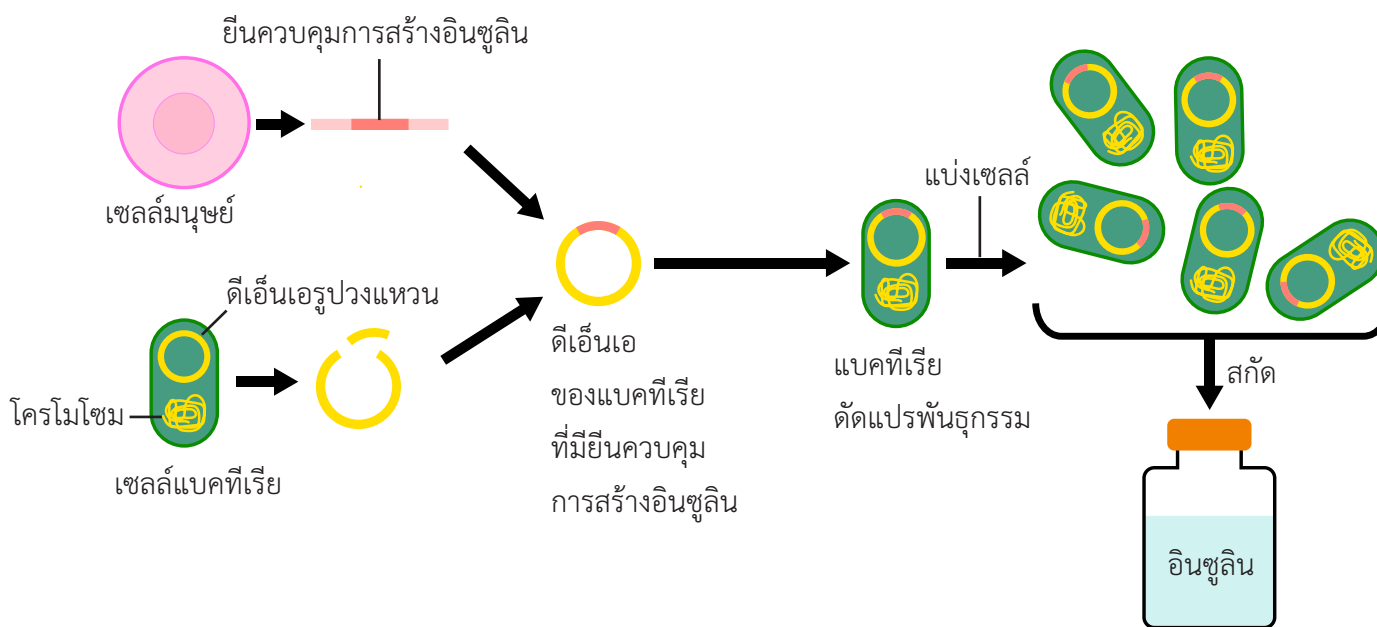 ยีนควบคุมการสร้างอินซูลิน
เซลล์มนุษย์
ดีเอ็นเอรูปวงแหวน
โครโมโซม
เซลล์แบคทีเรีย
ดีเอ็นเอ
ของแบคทีเรีย
ที่มียีนควบคุม
การสร้างอินซูลิน
แบคทีเรีย
ดัดแปรพันธุกรรม
แบ่งเซลล์
สกัด
อินซูลิน